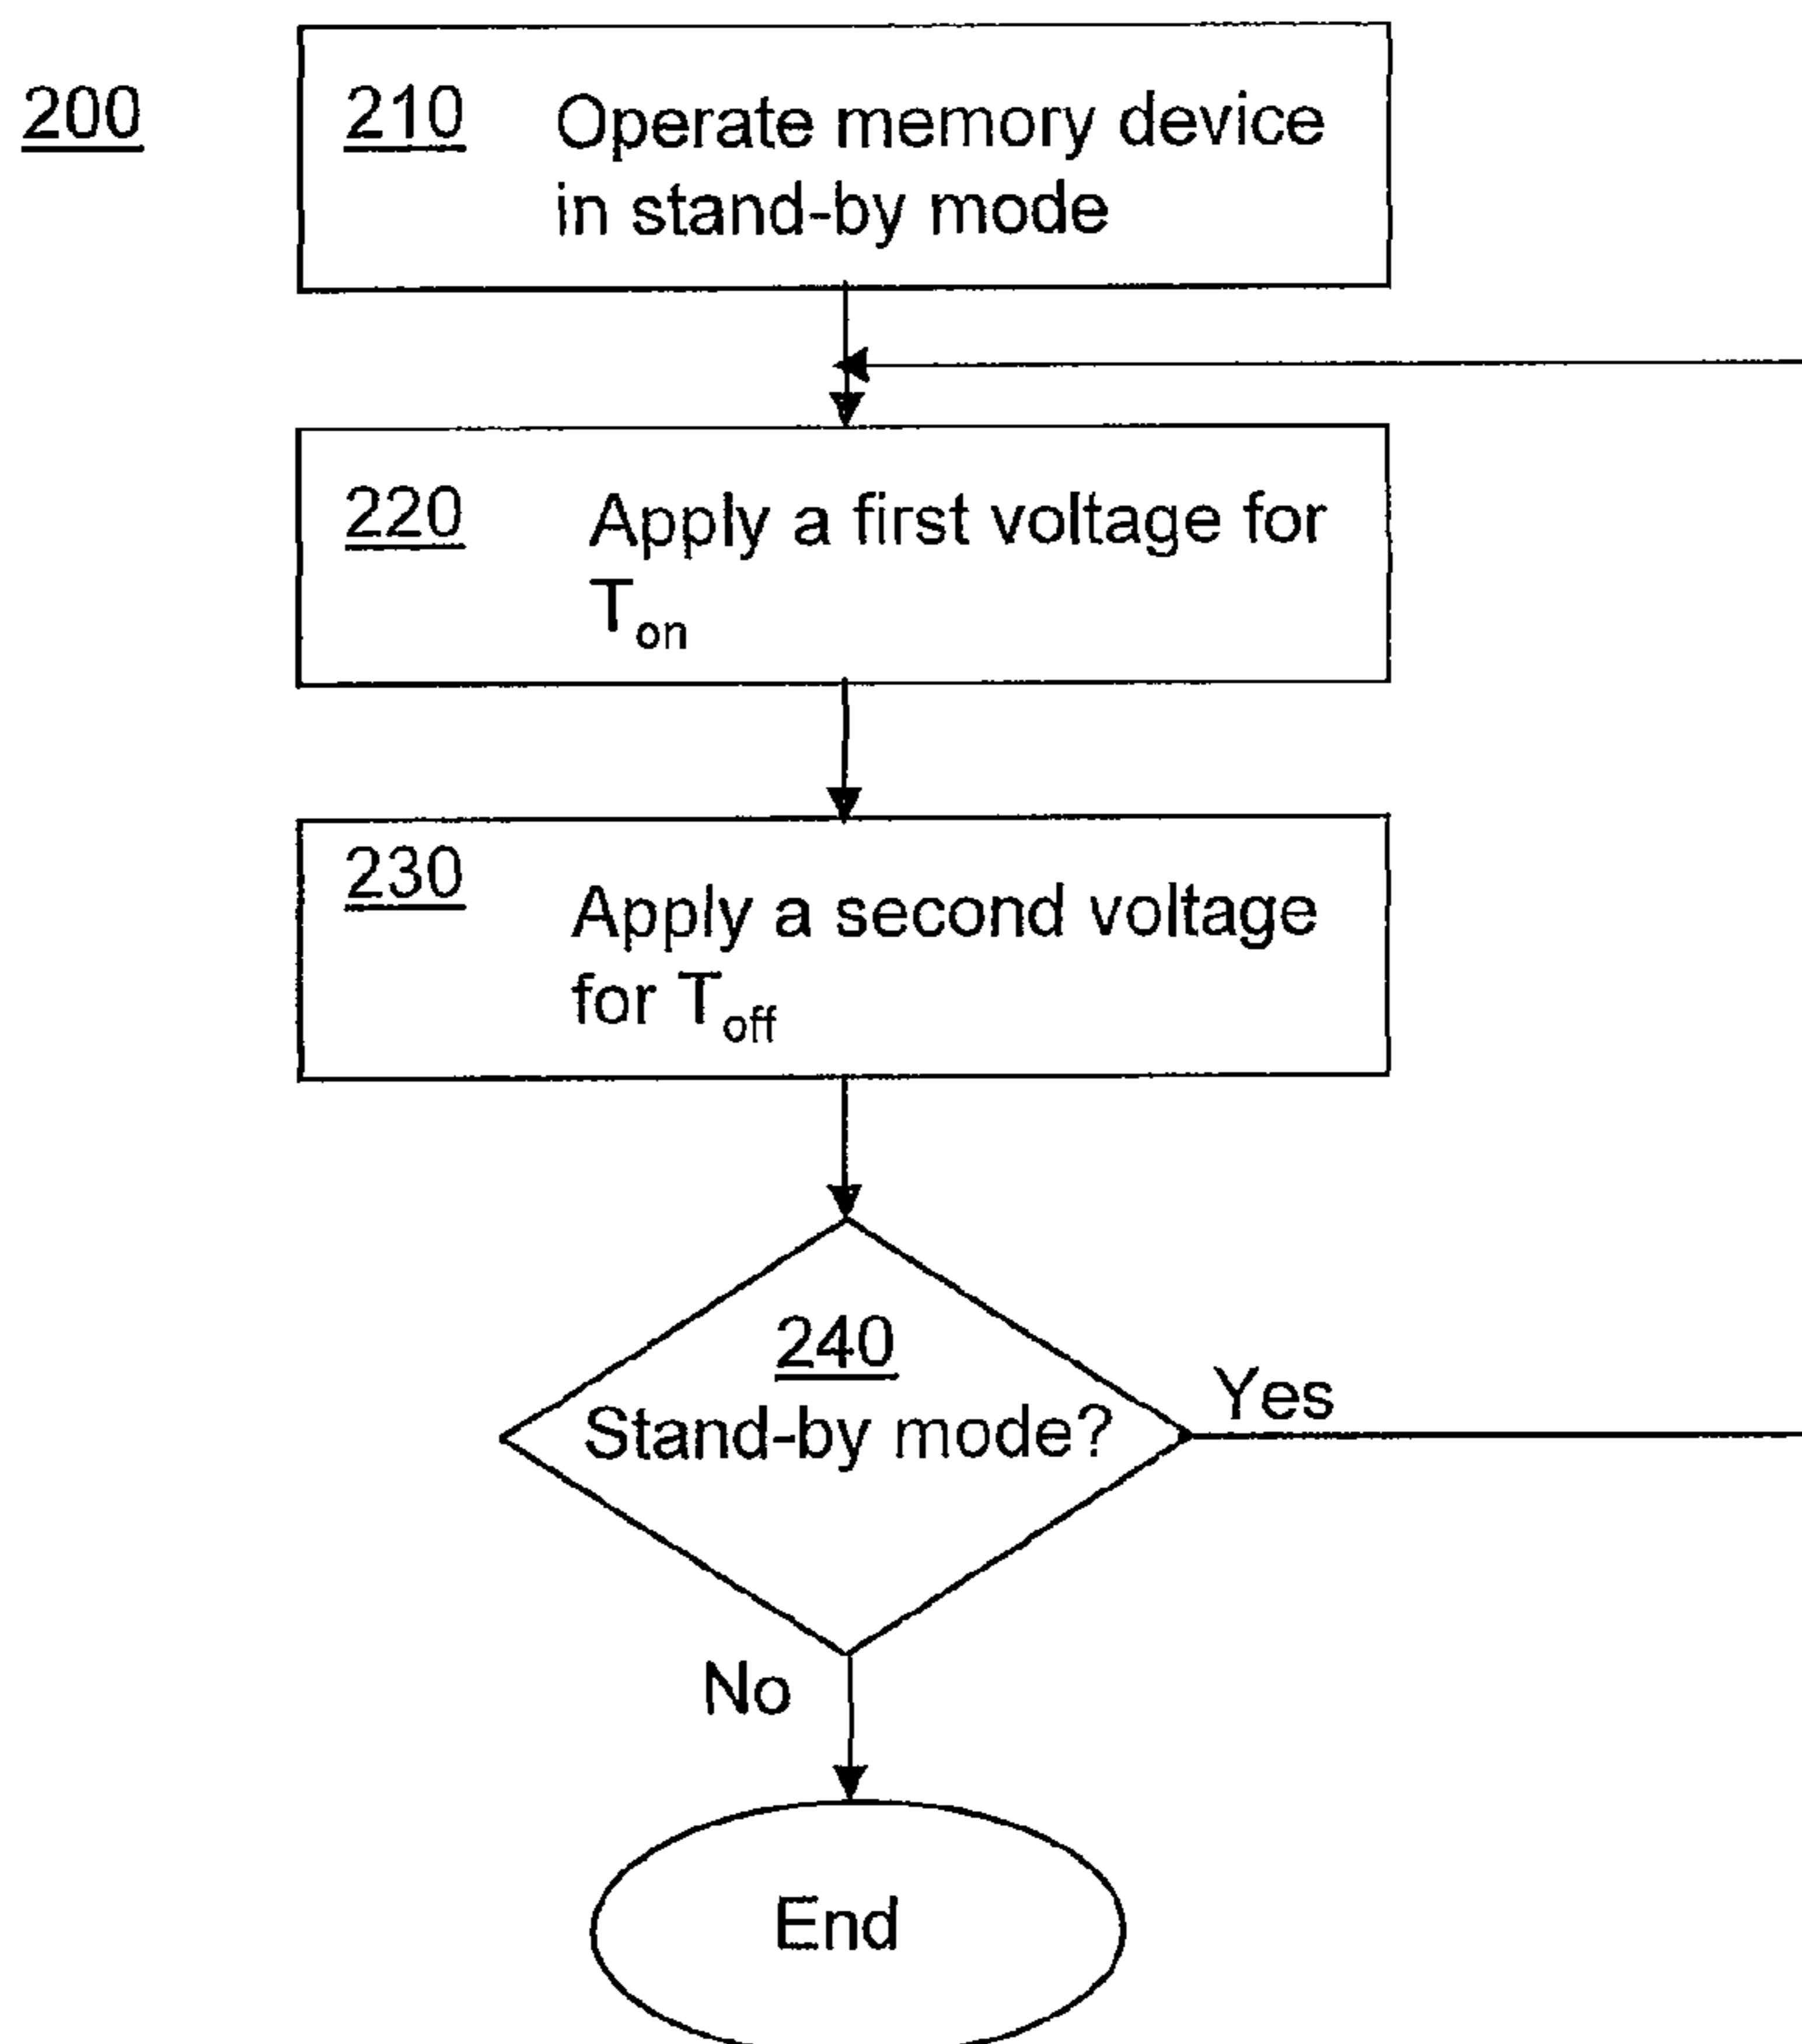 200
210 Operate memory device
in stand-by mode
220 Apply a first voltage for
Ton
230 Apply a second voltage
for Toff
240
Stand-by mode?
Yes
No
End